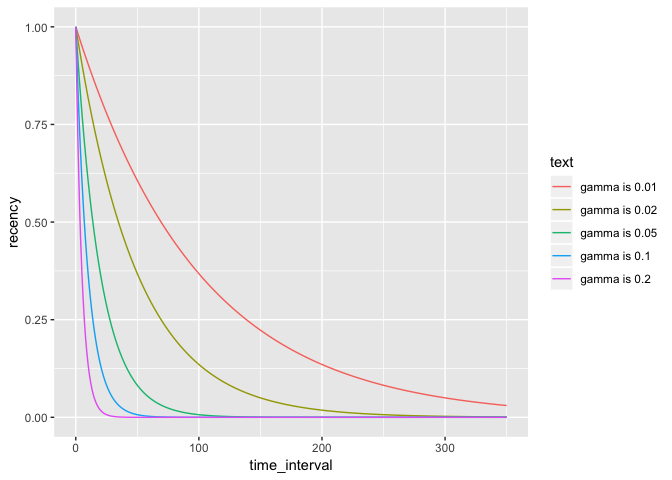 1.00
0.75
0.50
0.25
0.00
recency
0
100
200
300
time_interval
text
gamma is 0.01
gamma is 0.02
gamma is 0.05
gamma is 0.1
gamma is 0.2